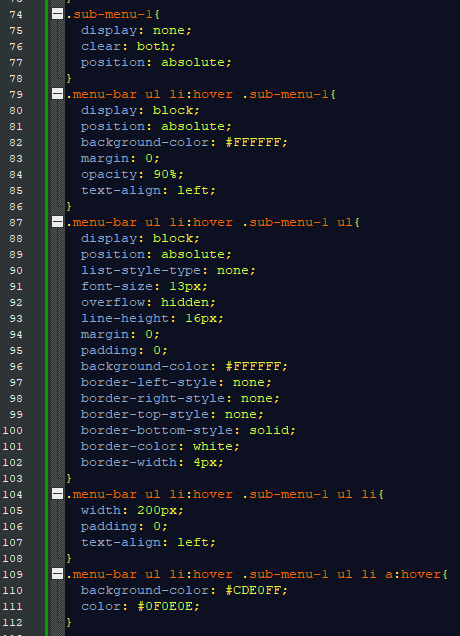 74 .sub-menu-1{
75 display: none;
76 clear: both;
77 position: absolute;
78 }
79 .menu-bar ul li:hover .sub-menu-1{
80 display: block;
81 position: absolute;
82 background-color: #FFFFFF;
83 margin: 0;
84 opacity: 90%;
85 text-align: left;
86 }
87 .menu-bar ul li:hover .sub-menu-1 ul{
88 display: block;
89 position: absolute;
90 list-style-type: none;
91 font-size: 13px;
92 overflow: hidden;
93 line-height: 16px;
94 margin: 0;
95 padding: 0;
96 background-color: #FFFFFF;
97 border-left-style: none;
98 border-right-style: none;
99 border-top-style: none;
100 border-bottom-style: solid;
101 border-color: white;
102 border-width: 4px;
103 }
104 .menu-bar ul li:hover .sub-menu-1 ul li{
105 width: 200px;
106 padding: 0;
107 text-align: left;
108 }
109 .menu-bar ul li:hover .sub-menu-1 ul li a:hover{
110 background-color: #CDE0FF;
111 color: #0F0E0E;
112 }